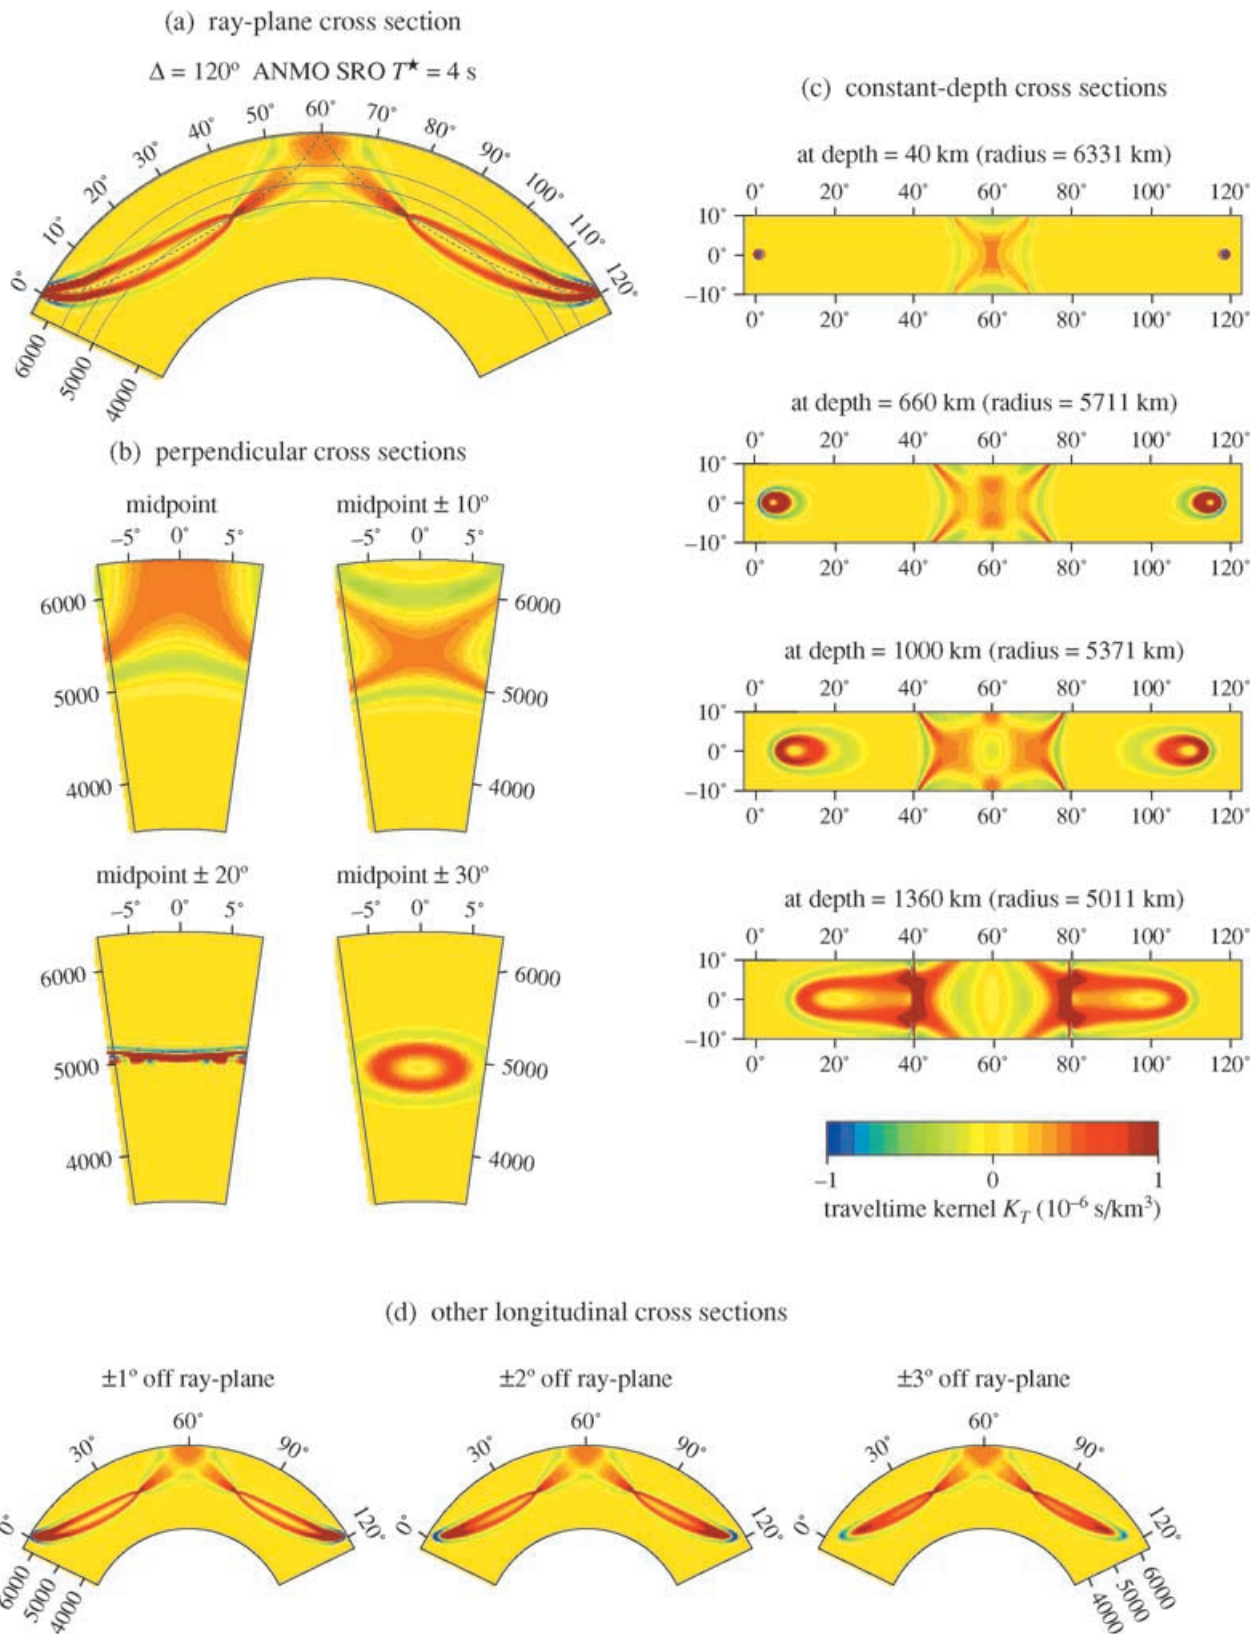 (a) ray-plane cross section
Δ = 120° ANMO SRO T★ = 4 s
0° 10° 20° 30° 40° 50° 60° 70° 80° 90° 100° 110° 120°
6000
5000
4000
(b) perpendicular cross sections
midpoint
−5° 0° 5°
6000
5000
4000
midpoint ± 10°
−5° 0° 5°
6000
5000
4000
midpoint ± 20°
−5° 0° 5°
6000
5000
4000
midpoint ± 30°
−5° 0° 5°
6000
5000
4000
(c) constant-depth cross sections
at depth = 40 km (radius = 6331 km)
0° 20° 40° 60° 80° 100° 120°
10°
0°
−10°
0° 20° 40° 60° 80° 100° 120°
at depth = 660 km (radius = 5711 km)
0° 20° 40° 60° 80° 100° 120°
10°
0°
−10°
0° 20° 40° 60° 80° 100° 120°
at depth = 1000 km (radius = 5371 km)
0° 20° 40° 60° 80° 100° 120°
10°
0°
−10°
0° 20° 40° 60° 80° 100° 120°
at depth = 1360 km (radius = 5011 km)
0° 20° 40° 60° 80° 100° 120°
10°
0°
−10°
0° 20° 40° 60° 80° 100° 120°
−1 0 1
traveltime kernel K_T (10⁻⁶ s/km³)
(d) other longitudinal cross sections
±1° off ray-plane
0° 30° 60° 90° 120°
6000
5000
4000
±2° off ray-plane
0° 30° 60° 90° 120°
±3° off ray-plane
0° 30° 60° 90° 120°
6000
5000
4000